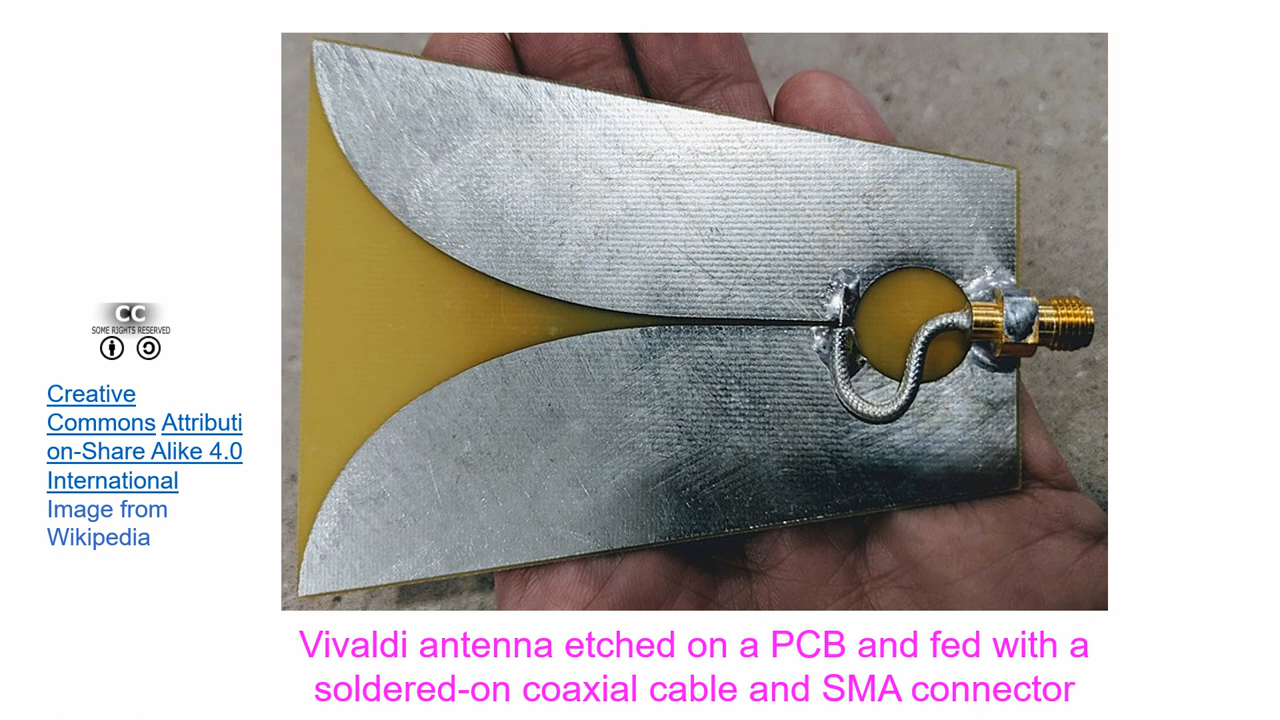 CC
SOME RIGHTS RESERVED
Creative
Commons Attributi
on-Share Alike 4.0
International
Image from
Wikipedia
Vivaldi antenna etched on a PCB and fed with a
soldered-on coaxial cable and SMA connector